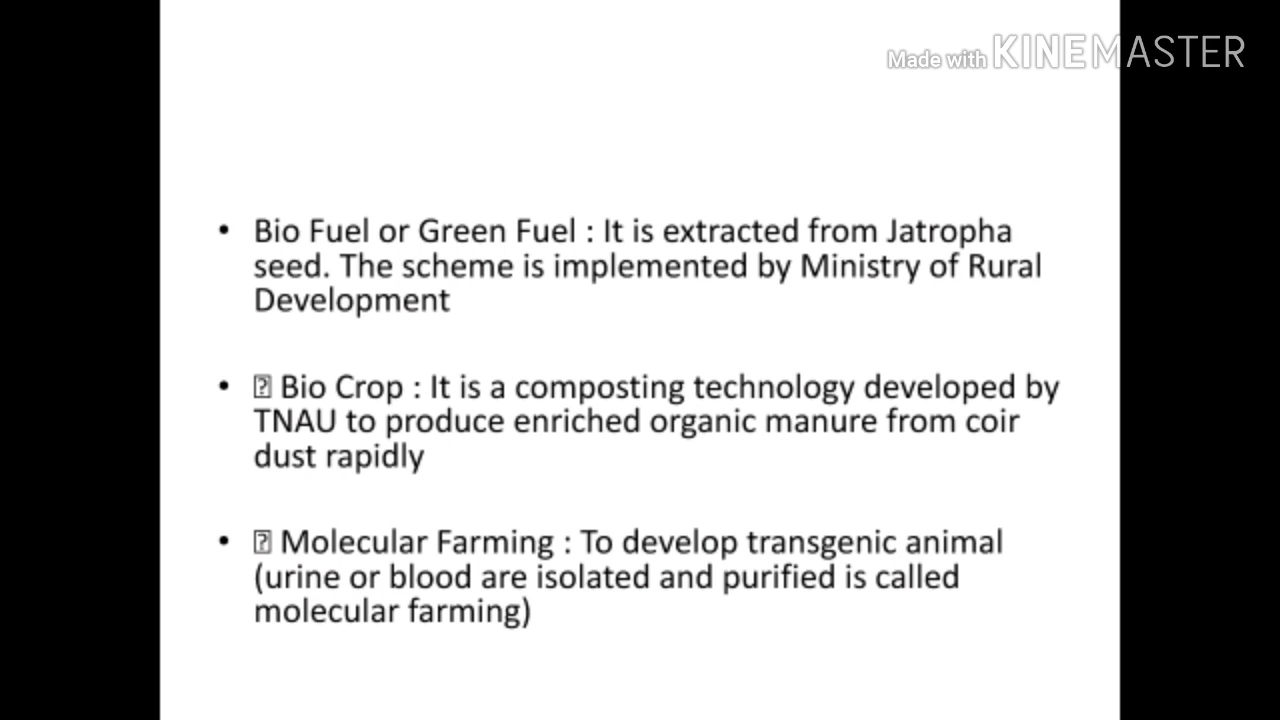 Made with KINEMASTER
• Bio Fuel or Green Fuel : It is extracted from Jatropha
seed. The scheme is implemented by Ministry of Rural
Development
• ⍰ Bio Crop : It is a composting technology developed by
TNAU to produce enriched organic manure from coir
dust rapidly
• ⍰ Molecular Farming : To develop transgenic animal
(urine or blood are isolated and purified is called
molecular farming)